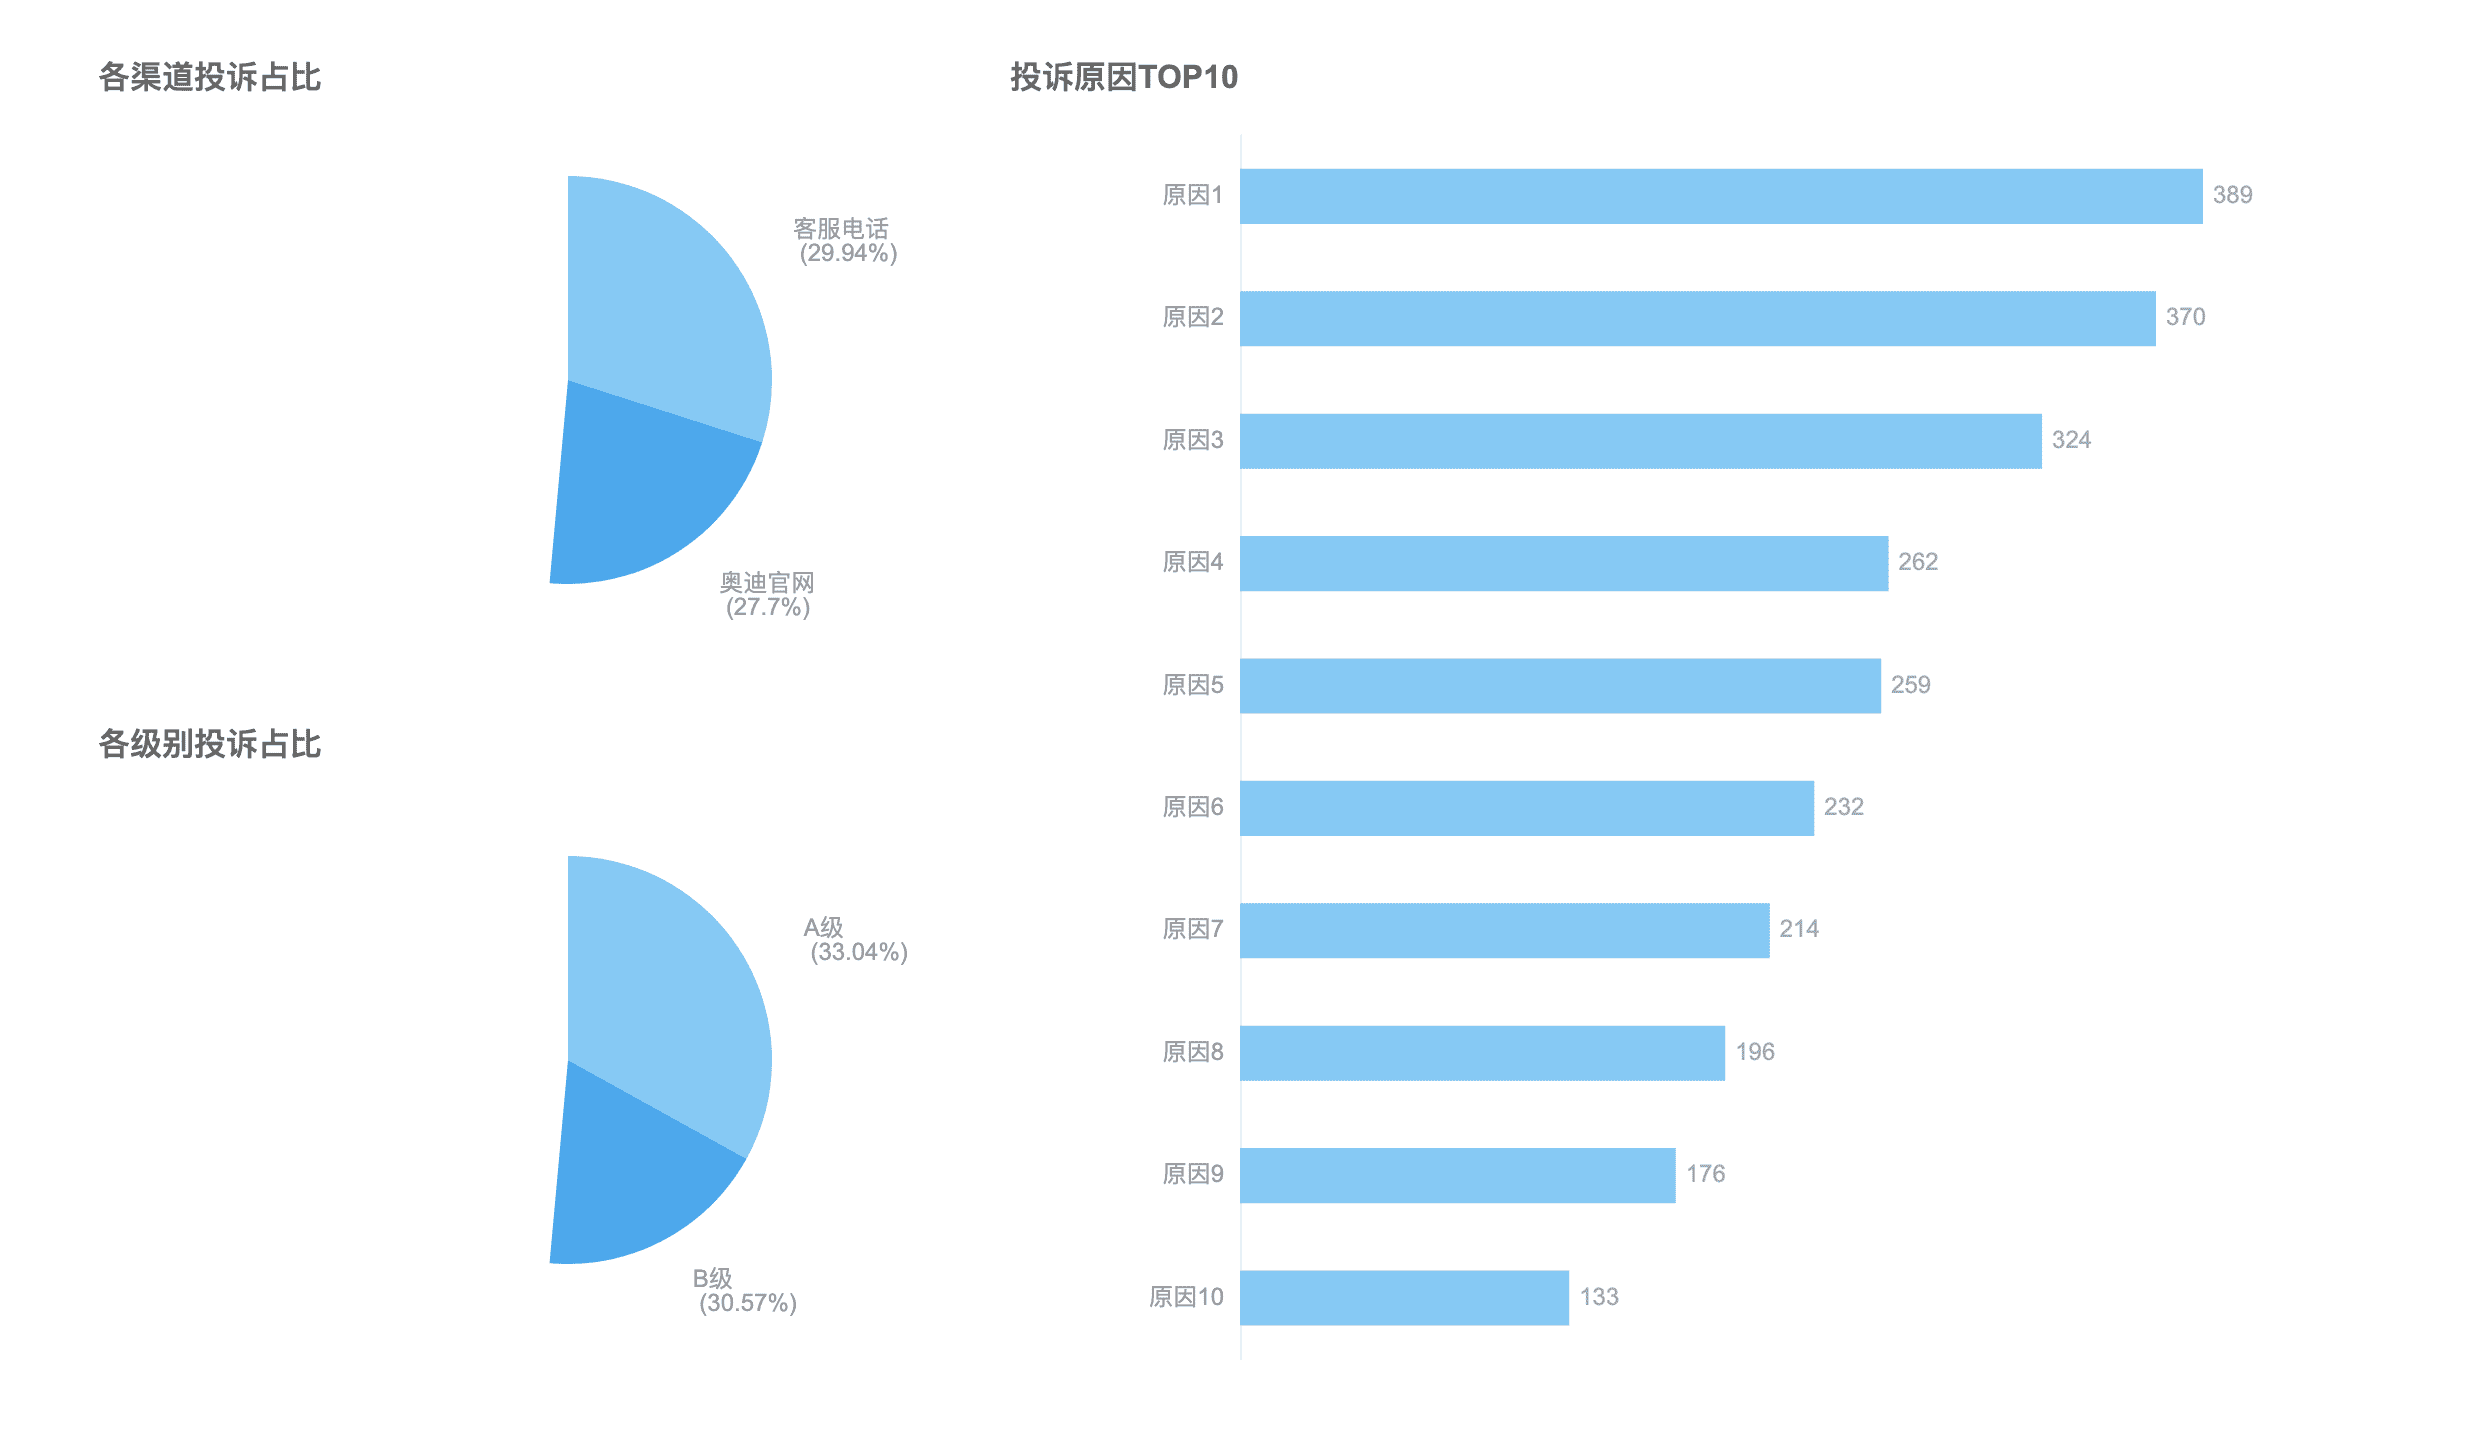 各渠道投诉占比
客服电话
(29.94%)
奥迪官网
(27.7%)
各级别投诉占比
A级
(33.04%)
B级
(30.57%)
投诉原因TOP10
原因1 389
原因2 370
原因3 324
原因4 262
原因5 259
原因6 232
原因7 214
原因8 196
原因9 176
原因10 133